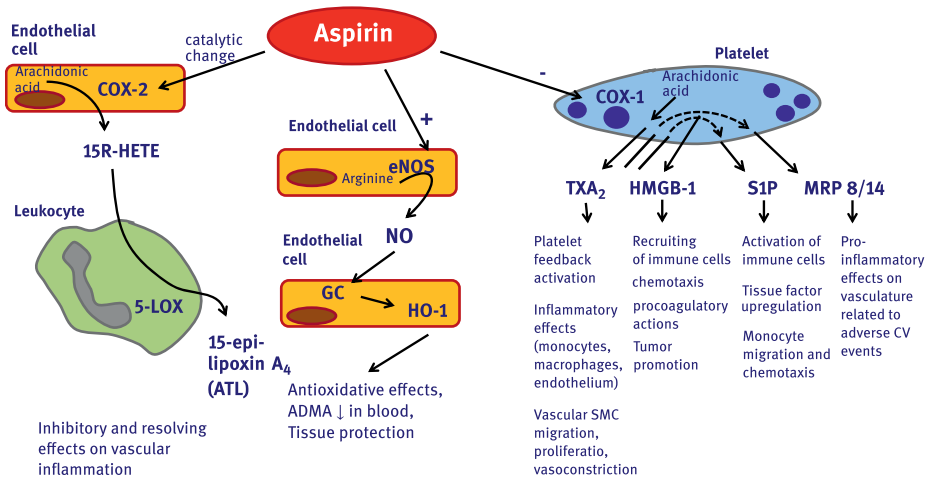 Aspirin
Endothelial
cell
catalytic
change
Arachidonic
acid
COX-2
15R-HETE
Leukocyte
5-LOX
15-epi-
lipoxin A4
(ATL)
Inhibitory and resolving
effects on vascular
inflammation
+
Endothelial cell
eNOS
Arginine
NO
Endothelial
cell
GC
HO-1
Antioxidative effects,
ADMA ↓ in blood,
Tissue protection
-
Platelet
COX-1
Arachidonic
acid
TXA2
Platelet
feedback
activation
Inflammatory
effects
(monocytes,
macrophages,
endothelium)
Vascular SMC
migration,
proliferatio,
vasoconstriction
HMGB-1
Recruiting
of immune cells
chemotaxis
procoagulatory
actions
Tumor
promotion
S1P
Activation of
immune cells
Tissue factor
upregulation
Monocyte
migration and
chemotaxis
MRP 8/14
Pro-
inflammatory
effects on
vasculature
related to
adverse CV
events